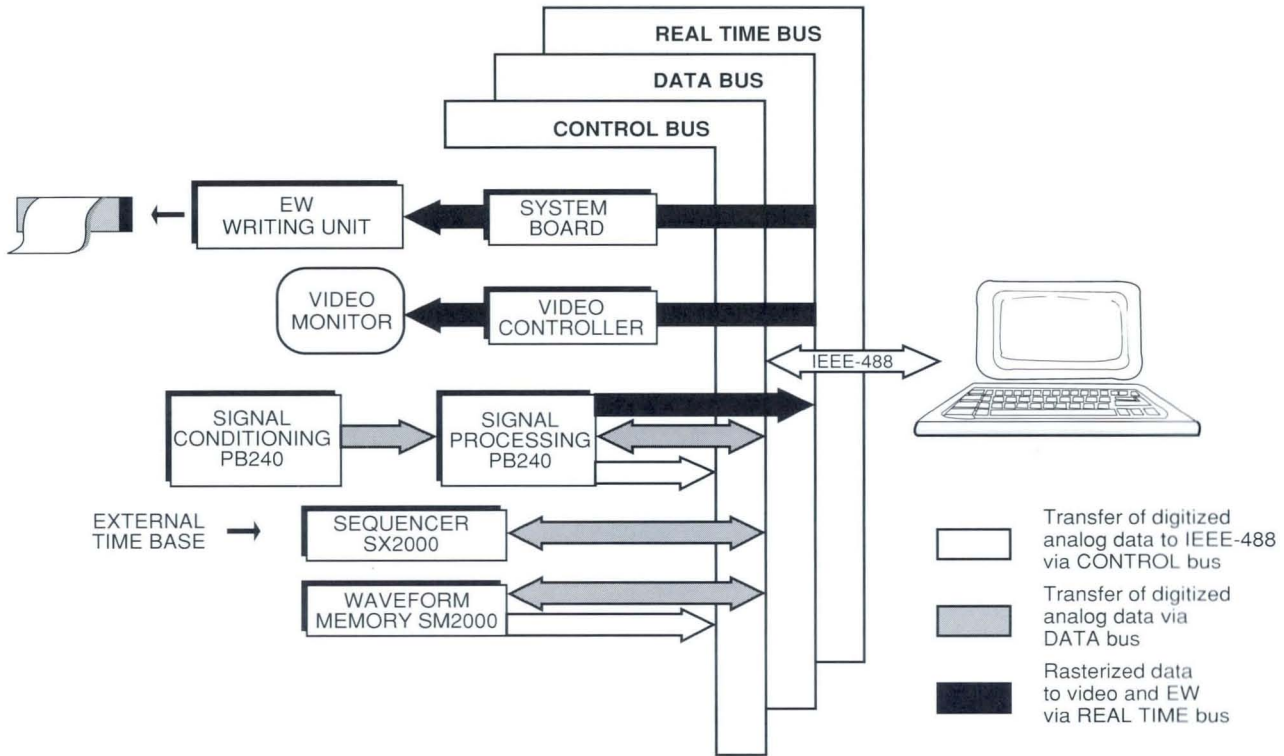 REAL TIME BUS
DATA BUS
CONTROL BUS
EW
WRITING UNIT
SYSTEM
BOARD
VIDEO
MONITOR
VIDEO
CONTROLLER
IEEE-488
SIGNAL
CONDITIONING
PB240
SIGNAL
PROCESSING
PB240
EXTERNAL
TIME BASE
SEQUENCER
SX2000
WAVEFORM
MEMORY SM2000
Transfer of digitized
analog data to IEEE-488
via CONTROL bus
Transfer of digitized
analog data via
DATA bus
Rasterized data
to video and EW
via REAL TIME bus